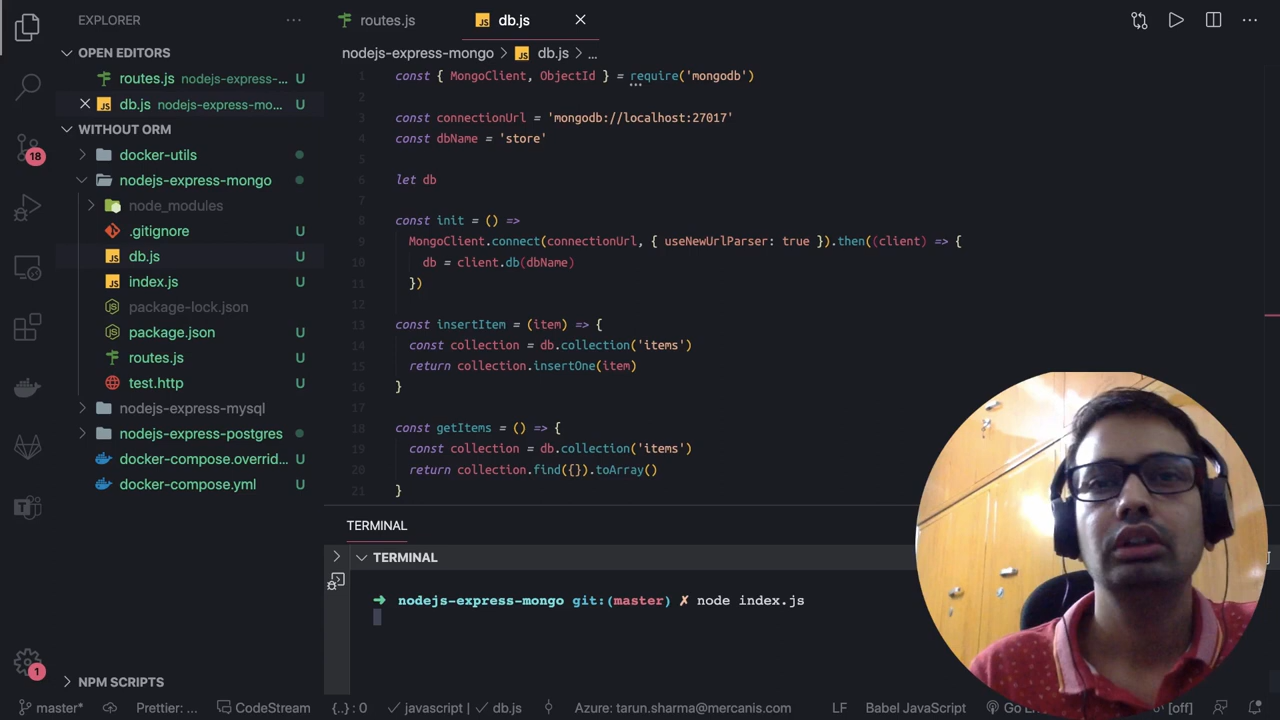 EXPLORER
OPEN EDITORS
routes.js nodejs-express-... U
db.js nodejs-express-mo... U
WITHOUT ORM
docker-utils
nodejs-express-mongo
node_modules
.gitignore U
db.js U
index.js U
package-lock.json
package.json U
routes.js U
test.http U
nodejs-express-mysql
nodejs-express-postgres
docker-compose.overrid... U
docker-compose.yml U
NPM SCRIPTS
18
1
routes.js
db.js
nodejs-express-mongo > db.js > ...
1 const { MongoClient, ObjectId } = require('mongodb')
2
3 const connectionUrl = 'mongodb://localhost:27017'
4 const dbName = 'store'
5
6 let db
7
8 const init = () =>
9 MongoClient.connect(connectionUrl, { useNewUrlParser: true }).then((client) => {
10 db = client.db(dbName)
11 })
12
13 const insertItem = (item) => {
14 const collection = db.collection('items')
15 return collection.insertOne(item)
16 }
17
18 const getItems = () => {
19 const collection = db.collection('items')
20 return collection.find({}).toArray()
21 }
TERMINAL
TERMINAL
➜ nodejs-express-mongo git:(master) ✗ node index.js
master* Prettier: ... CodeStream {..} : 0 ✓ javascript | ✓ db.js Azure: tarun.sharma@mercanis.com LF Babel JavaScript Go Li [off]